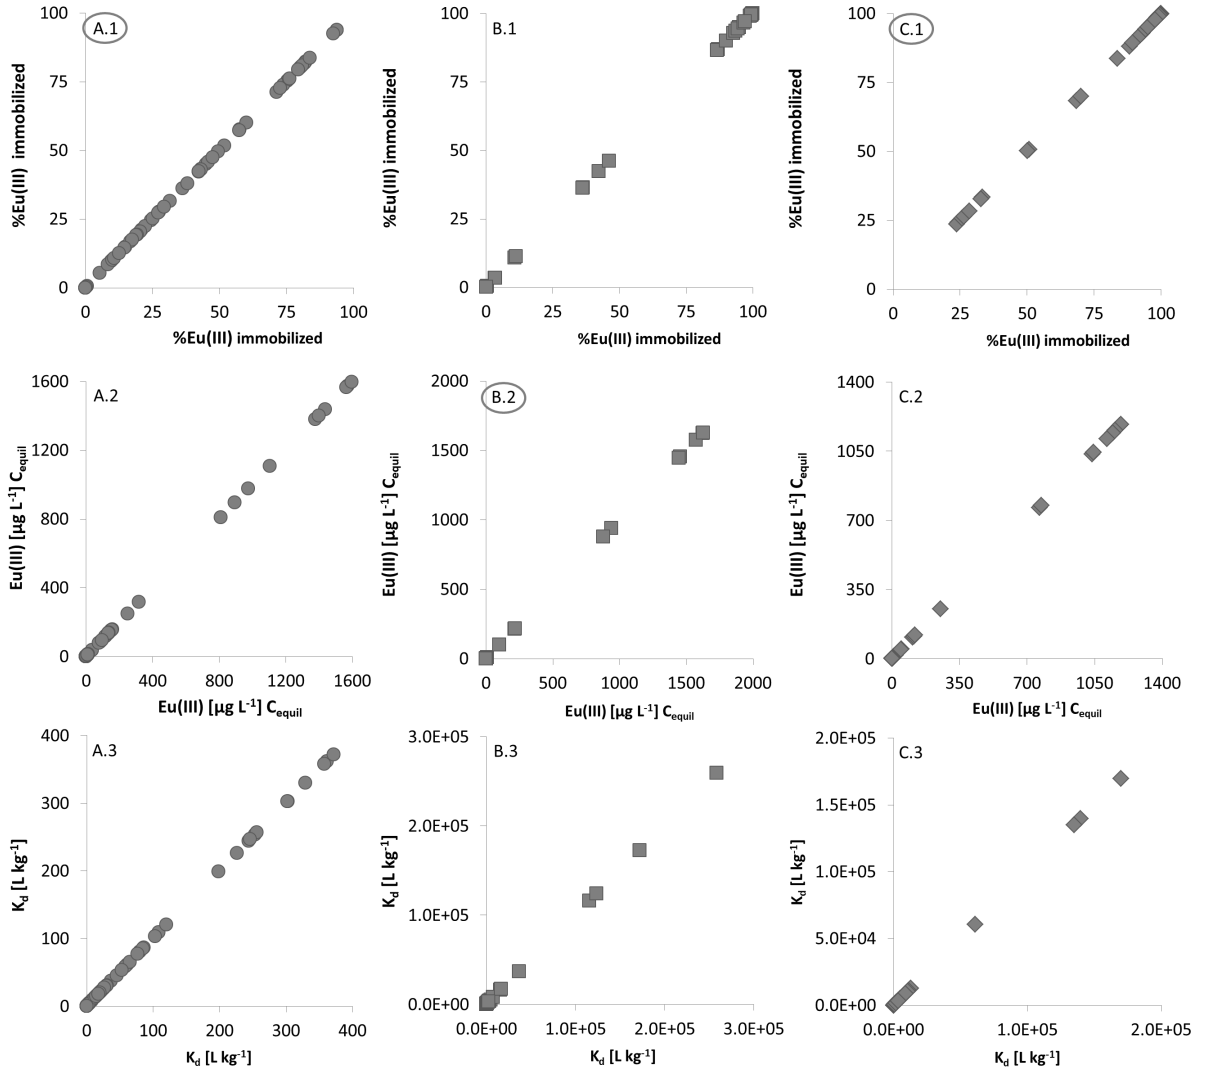 A.1
100
75
50
25
0
0 25 50 75 100
%Eu(III) immobilized
%Eu(III) immobilized
B.1
100
75
50
25
0
0 25 50 75 100
%Eu(III) immobilized
%Eu(III) immobilized
C.1
100
75
50
25
0
0 25 50 75 100
%Eu(III) immobilized
%Eu(III) immobilized
A.2
1600
1200
800
400
0
0 400 800 1200 1600
Eu(III) [µg L-1] Cequil
Eu(III) [µg L-1] Cequil
B.2
2000
1500
1000
500
0
0 500 1000 1500 2000
Eu(III) [µg L-1] Cequil
Eu(III) [µg L-1] Cequil
C.2
1400
1050
700
350
0
0 350 700 1050 1400
Eu(III) [µg L-1] Cequil
Eu(III) [µg L-1] Cequil
A.3
400
300
200
100
0
0 100 200 300 400
Kd [L kg-1]
Kd [L kg-1]
B.3
3.0E+05
2.0E+05
1.0E+05
0.0E+00
0.0E+00 1.0E+05 2.0E+05 3.0E+05
Kd [L kg-1]
Kd [L kg-1]
C.3
2.0E+05
1.5E+05
1.0E+05
5.0E+04
0.0E+00
0.0E+00 1.0E+05 2.0E+05
Kd [L kg-1]
Kd [L kg-1]